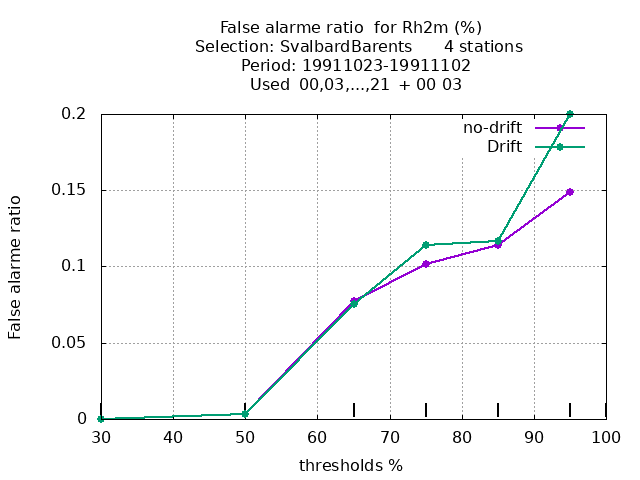 False alarme ratio for Rh2m (%)
Selection: SvalbardBarents 4 stations
Period: 19911023-19911102
Used 00,03,...,21 + 00 03
no-drift
Drift
False alarme ratio
0.2
0.15
0.1
0.05
0
30 40 50 60 70 80 90 100
thresholds %